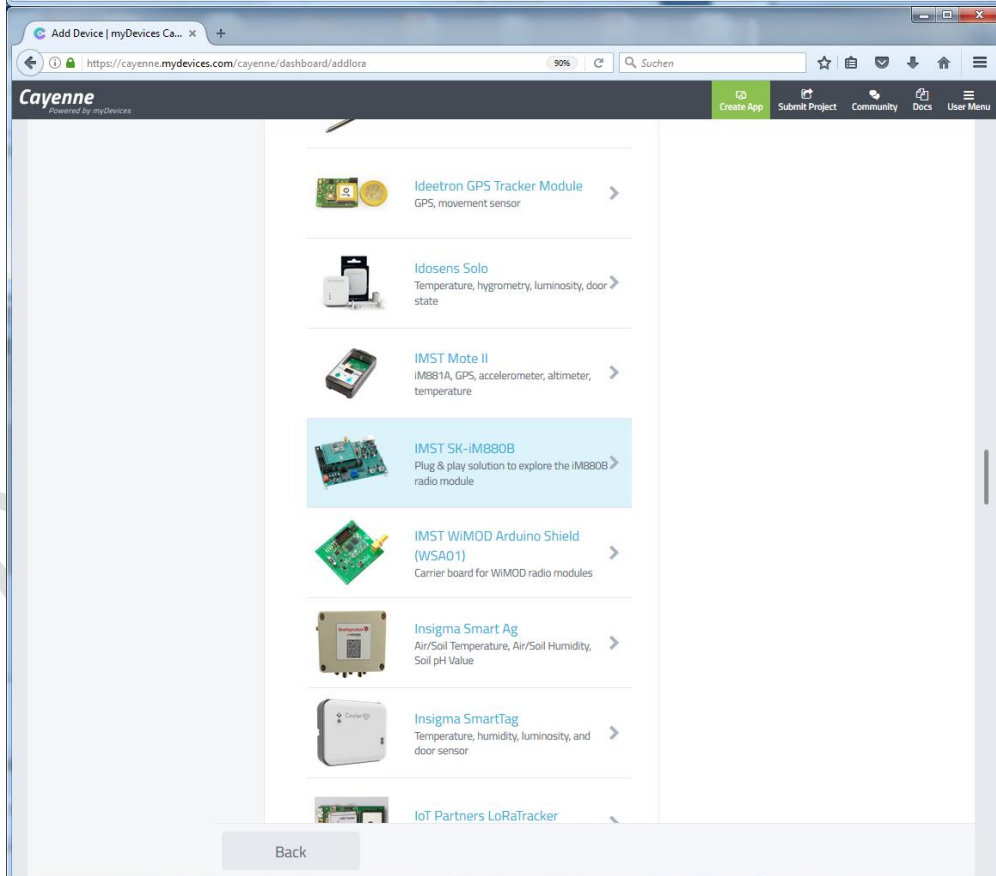 Add Device | myDevices Ca...
https://cayenne.mydevices.com/cayenne/dashboard/addlora
90%
Suchen
Cayenne
Powered by myDevices
Create App
Submit Project
Community
Docs
User Menu
Ideetron GPS Tracker Module
GPS, movement sensor
Idosens Solo
Temperature, hygrometry, luminosity, door
state
IMST Mote II
iM881A, GPS, accelerometer, altimeter,
temperature
IMST SK-iM880B
Plug & play solution to explore the iM880B
radio module
IMST WiMOD Arduino Shield
(WSA01)
Carrier board for WiMOD radio modules
Insigma Smart Ag
Air/Soil Temperature, Air/Soil Humidity,
Soil pH Value
Insigma SmartTag
Temperature, humidity, luminosity, and
door sensor
IoT Partners LoRaTracker
Back